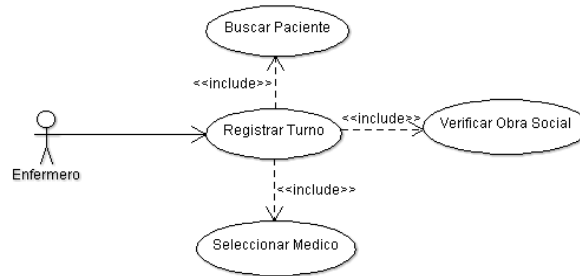 Buscar Paciente
<<include>>
Registrar Turno
<<include>>
Verificar Obra Social
Enfermero
<<include>>
Seleccionar Medico